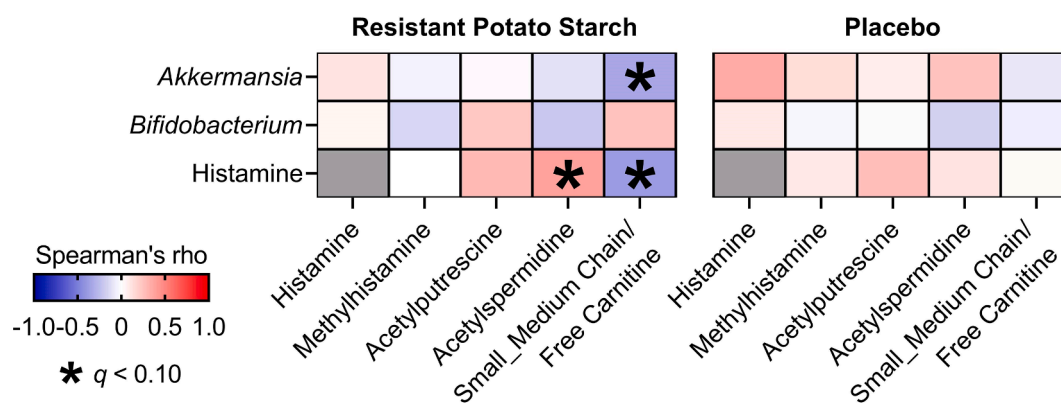 Resistant Potato Starch
Placebo
Akkermansia
Bifidobacterium
Histamine
*
*
*
Histamine
Methylhistamine
Acetylputrescine
Acetylspermidine
Small_Medium Chain/
Free Carnitine
Histamine
Methylhistamine
Acetylputrescine
Acetylspermidine
Small_Medium Chain/
Free Carnitine
Spearman's rho
-1.0 -0.5 0 0.5 1.0
* q < 0.10